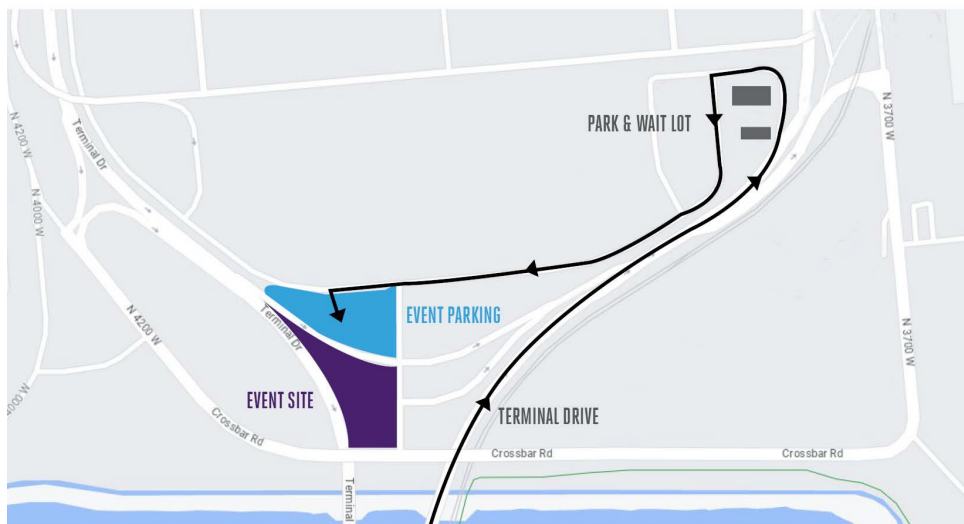 PARK & WAIT LOT
N 3700 W
N 4200 W
Terminal Dr
N 4000 W
EVENT PARKING
Terminal Dr
N 4200 W
N 3700 W
4000 W
EVENT SITE
TERMINAL DRIVE
Crossbar Rd
Crossbar Rd
Crossbar Rd
Terminal